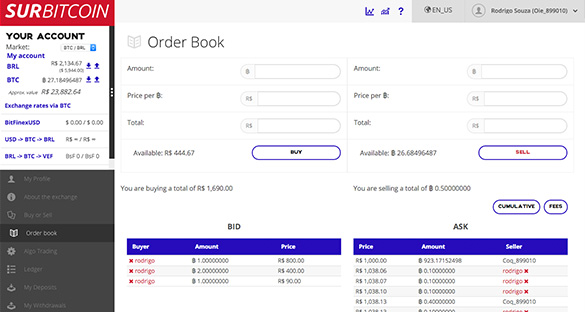 SURBITCOIN
EN_US
Rodrigo Souza (Oie_899010)
YOUR ACCOUNT
Market: BTC / BRL
My account
BRL R$ 2,134.67
BTC ฿ 27.18496487
Approx. value R$ 23,882.64
Exchange rates via BTC
BitFinexUSD $ 0.00 / $ 0.00
USD -> BTC -> BRL R$ ∞ / R$ ∞
BRL -> BTC -> VEF BsF 0 / BsF 0
My Profile
About the exchange
Buy or Sell
Order book
Algo Trading
Ledger
My Deposits
My Withdrawals
Order Book
Amount: ฿
Price per ฿: R$
Total: R$
Available: R$ 444.67 BUY
Amount: ฿
Price per ฿: R$
Total: R$
Available: ฿ 26.68496487 SELL
You are buying a total of R$ 1,690.00
You are selling a total of ฿ 0.50000000
CUMULATIVE FEES
BID
Buyer Amount Price
rodrigo ฿ 1.00000000 R$ 800.00
rodrigo ฿ 2.00000000 R$ 400.00
rodrigo ฿ 1.00000000 R$ 90.00
ASK
Price Amount Seller
R$ 1,000.00 ฿ 923.17152498 Coq_899010
R$ 1,038.06 ฿ 0.10000000 rodrigo
R$ 1,038.07 ฿ 0.10000000 rodrigo
R$ 1,038.10 ฿ 0.10000000 rodrigo
R$ 1,038.13 ฿ 0.40000000 Coq_899010
R$ 1,038.13 ฿ 0.10000000 rodrigo